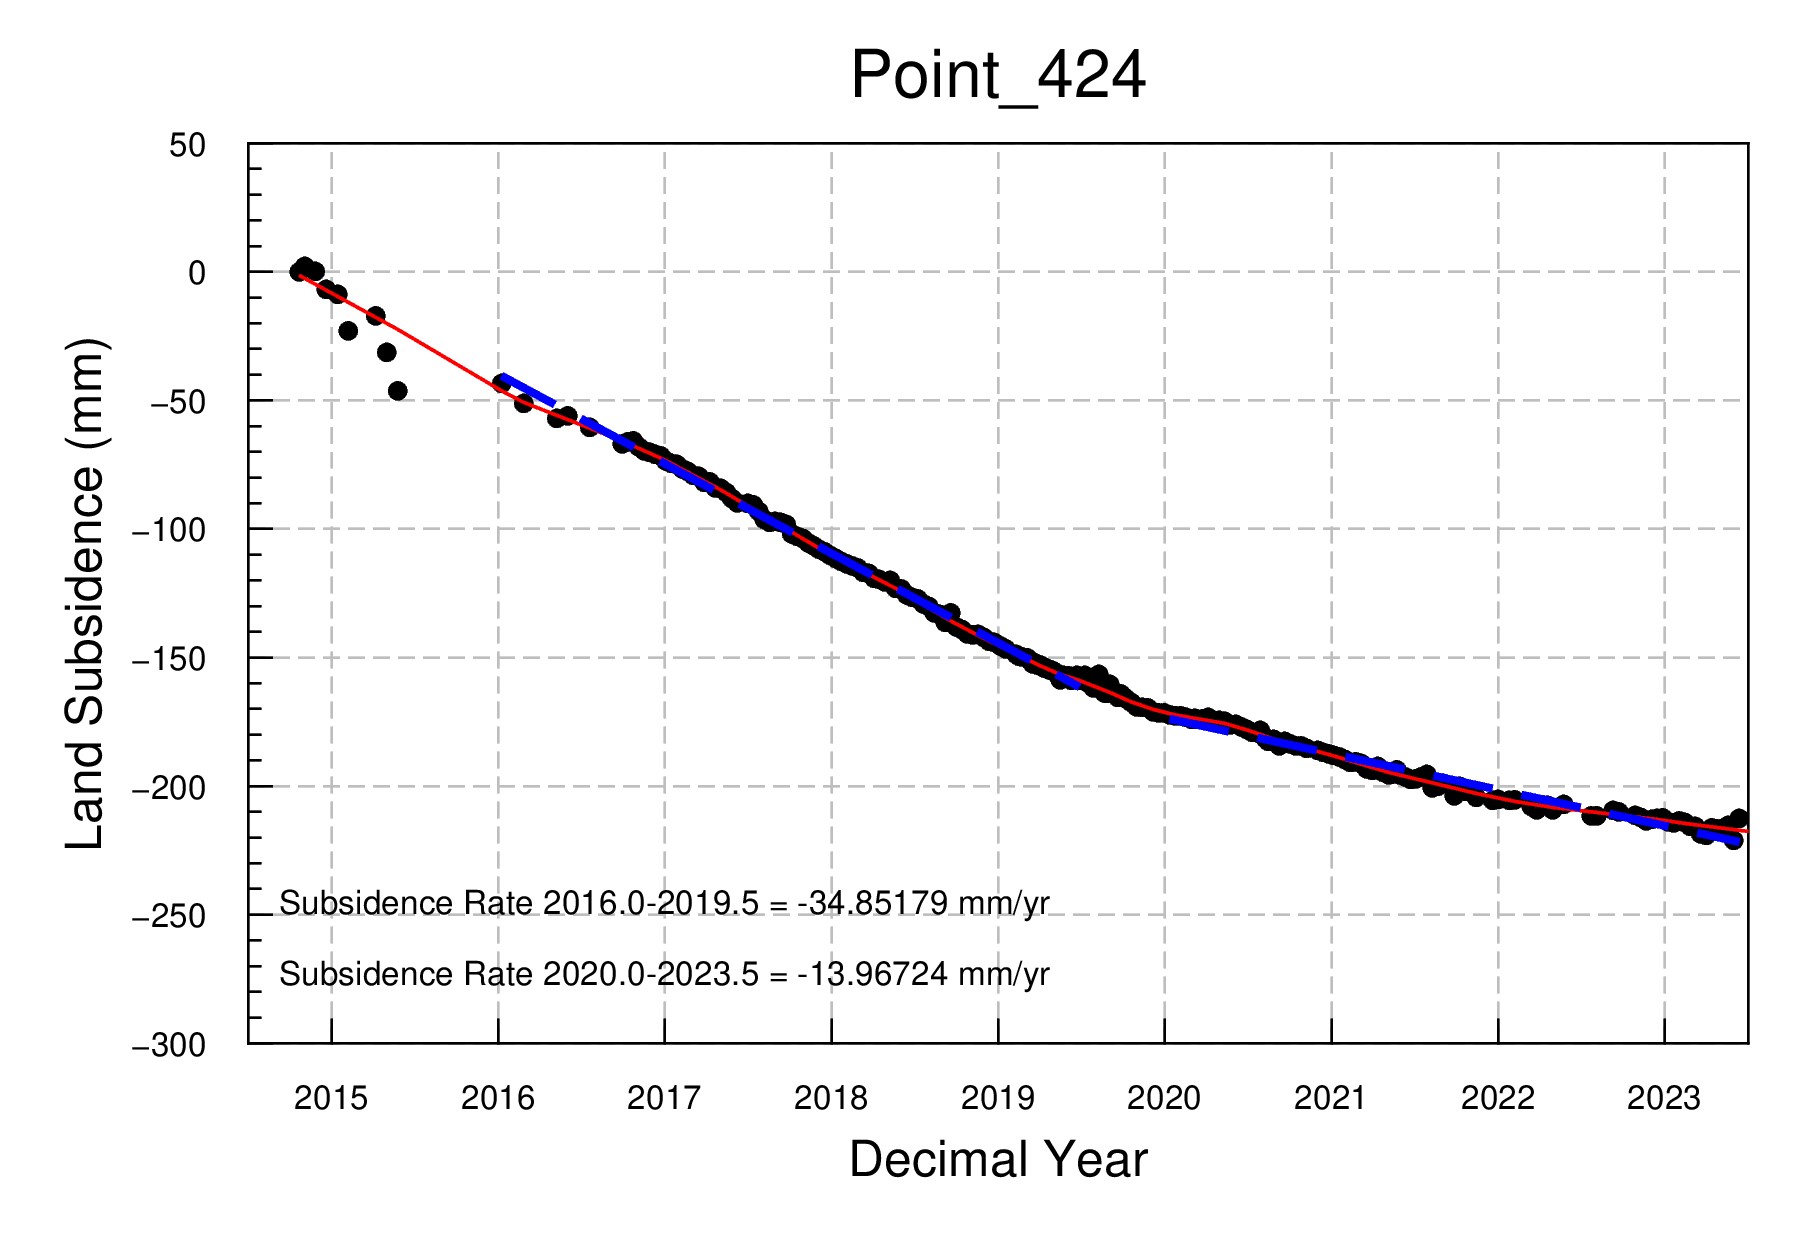 Point_424
50
0
−50
−100
−150
−200
−250
−300
Land Subsidence (mm)
Subsidence Rate 2016.0-2019.5 = -34.85179 mm/yr
Subsidence Rate 2020.0-2023.5 = -13.96724 mm/yr
2015 2016 2017 2018 2019 2020 2021 2022 2023
Decimal Year